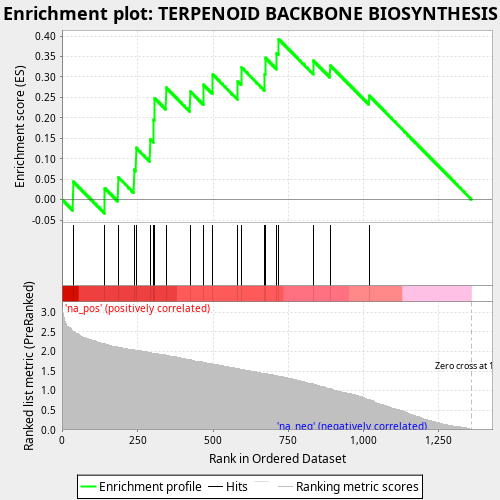 Enrichment plot: TERPENOID BACKBONE BIOSYNTHESIS
Enrichment score (ES)
0.40
0.35
0.30
0.25
0.20
0.15
0.10
0.05
0.00
-0.05
'na_pos' (positively correlated)
Ranked list metric (PreRanked)
3.0
2.5
2.0
1.5
1.0
0.5
0.0
Zero cross at 1
'na_neg' (negatively correlated)
0
250
500
750
1,000
1,250
Rank in Ordered Dataset
Enrichment profile
Hits
Ranking metric scores